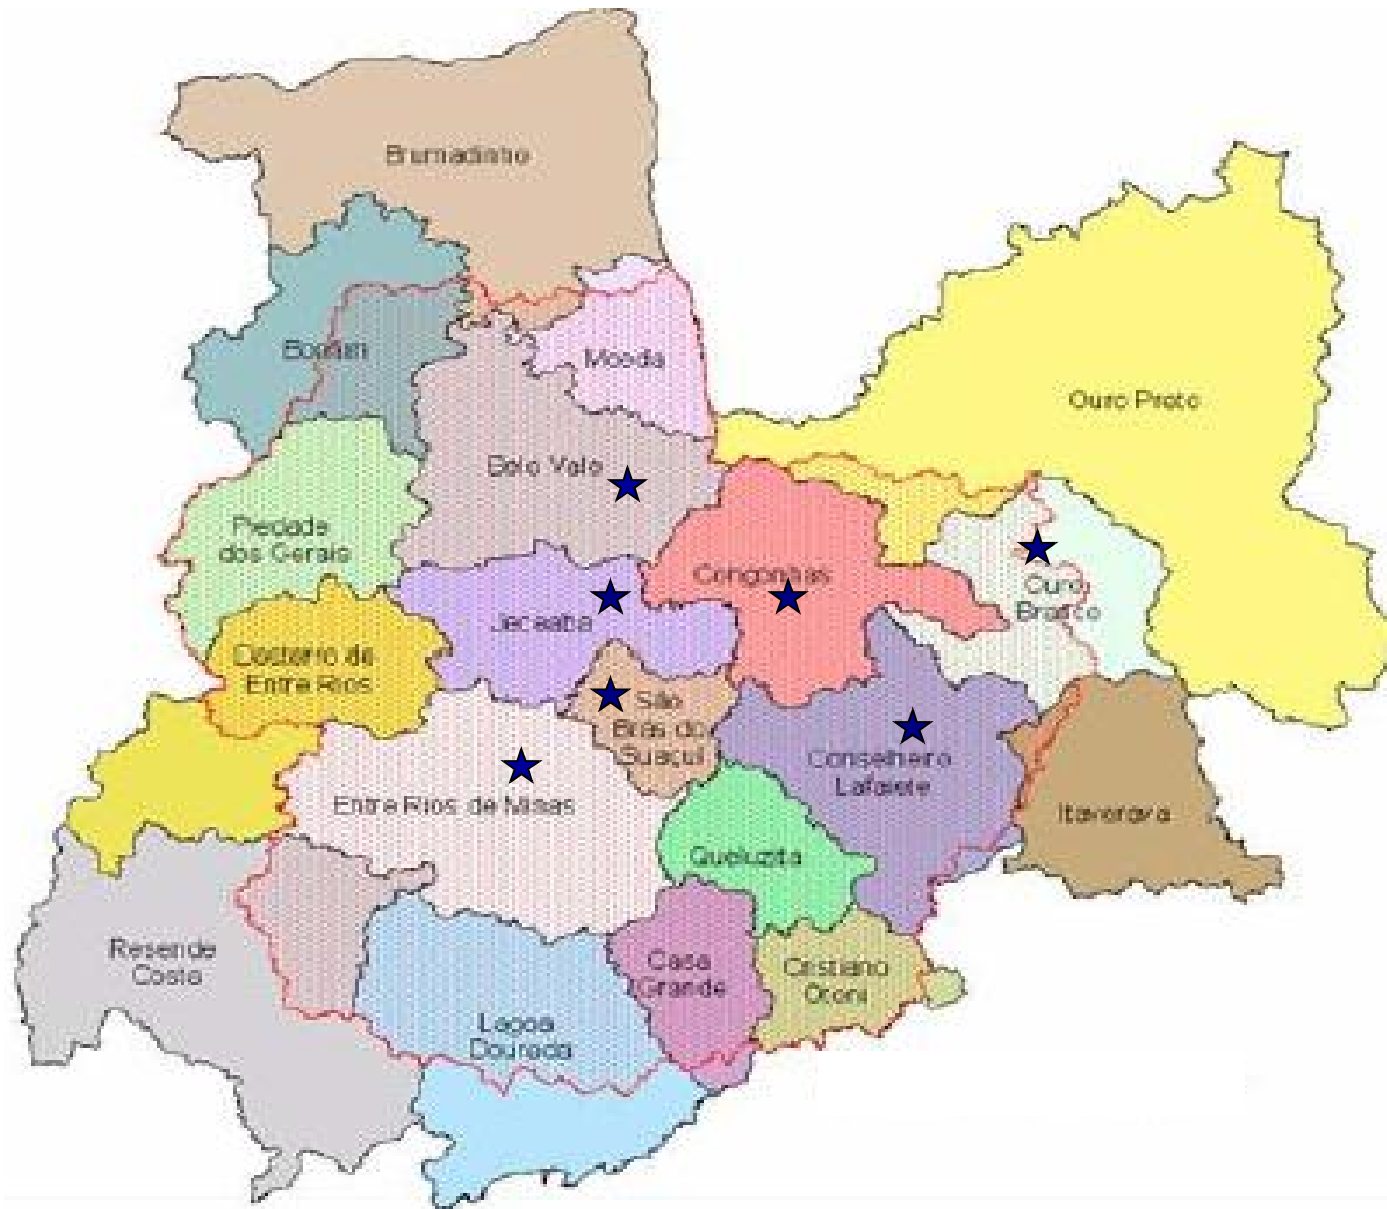 Brumadinho
Bonfim
Moeda
Ouro Preto
Belo Vale
Piedade
dos Gerais
Congonhas
Ouro
Branco
Jeceaba
Desterro de
Entre Rios
São
Brás do
Suaçuí
Conselheiro
Lafaiete
Entre Rios de Minas
Itaverava
Queluzita
Resende
Costa
Casa
Grande
Cristiano
Otoni
Lagoa
Dourada